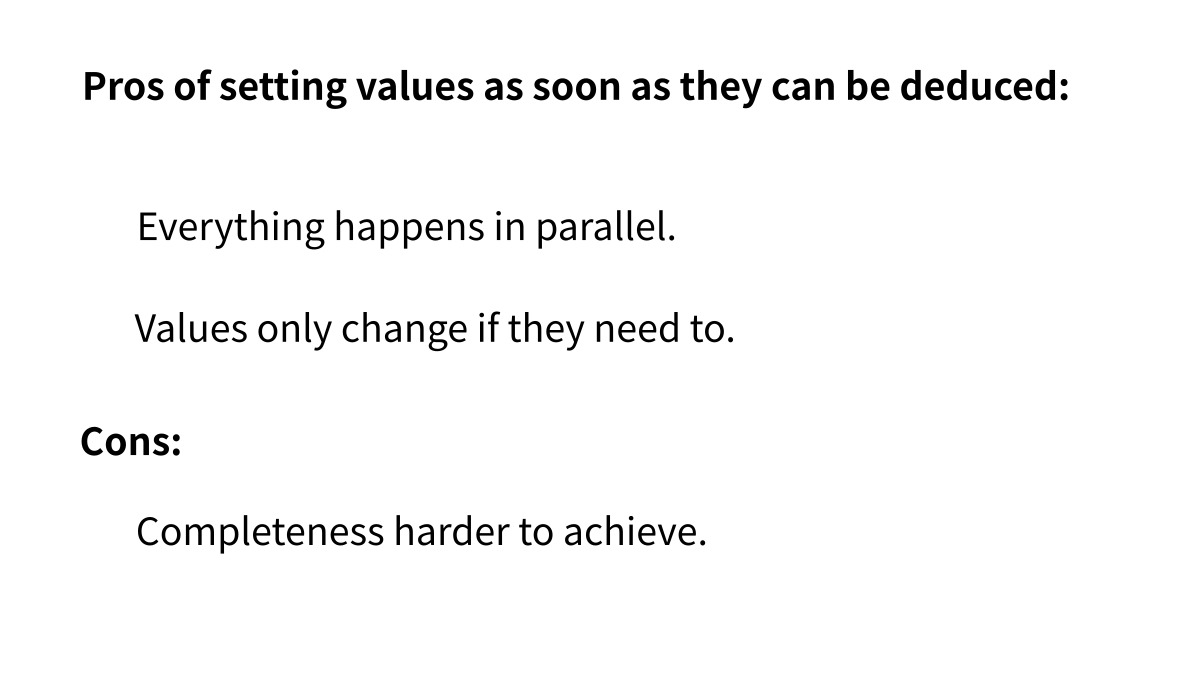 Pros of setting values as soon as they can be deduced:
Everything happens in parallel.
Values only change if they need to.
Cons:
Completeness harder to achieve.